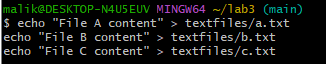 malik@DESKTOP-N4U5EUV MINGW64 ~/lab3 (main)
$ echo "File A content" > textfiles/a.txt
echo "File B content" > textfiles/b.txt
echo "File C content" > textfiles/c.txt